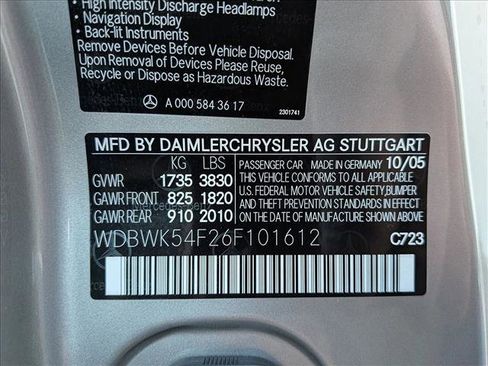 • High Intensity Discharge Headlamps
• Navigation Display
• Back-lit Instruments
Remove Devices Before Vehicle Disposal.
Upon Removal of Devices Please Reuse,
Recycle or Dispose as Hazardous Waste.
A 000 584 36 17
2301741
MFD BY DAIMLERCHRYSLER AG STUTTGART
KG LBS
GVWR 1735 3830
GAWR FRONT 825 1820
GAWR REAR 910 2010
PASSENGER CAR MADE IN GERMANY 10/05
THIS VEHICLE CONFORMS TO ALL APPLICABLE
U.S. FEDERAL MOTOR VEHICLE SAFETY, BUMPER
AND THEFT PREVENTION STANDARDS IN EFFECT
ON THE DATE OF MANUFACTURE SHOWN ABOVE.
WDBWK54F26F101612
C723